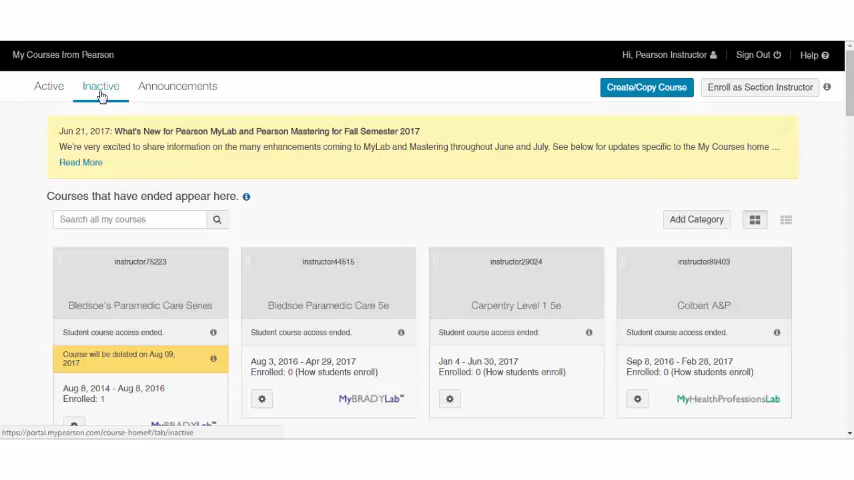 My Courses from Pearson
Hi, Pearson Instructor
Sign Out
Help
Active
Inactive
Announcements
Create/Copy Course
Enroll as Section Instructor
Jun 21, 2017: What's New for Pearson MyLab and Pearson Mastering for Fall Semester 2017
We're very excited to share information on the many enhancements coming to MyLab and Mastering throughout June and July. See below for updates specific to the My Courses home ...
Read More
Courses that have ended appear here.
Search all my courses
Add Category
instructor75223
Bledsoe's Paramedic Care Series
Student course access ended.
Course will be deleted on Aug 09,
2017
Aug 8, 2014 - Aug 8, 2016
Enrolled: 1
MyBRADYLab™
instructor44515
Bledsoe Paramedic Care 5e
Student course access ended.
Aug 3, 2016 - Apr 29, 2017
Enrolled: 0 (How students enroll)
MyBRADYLab™
instructor29024
Carpentry Level 1 5e
Student course access ended.
Jan 4 - Jun 30, 2017
Enrolled: 0 (How students enroll)
instructor89403
Colbert A&P
Student course access ended.
Sep 8, 2016 - Feb 28, 2017
Enrolled: 0 (How students enroll)
MyHealthProfessionsLab
https://portal.mypearson.com/course-home#/tab/inactive